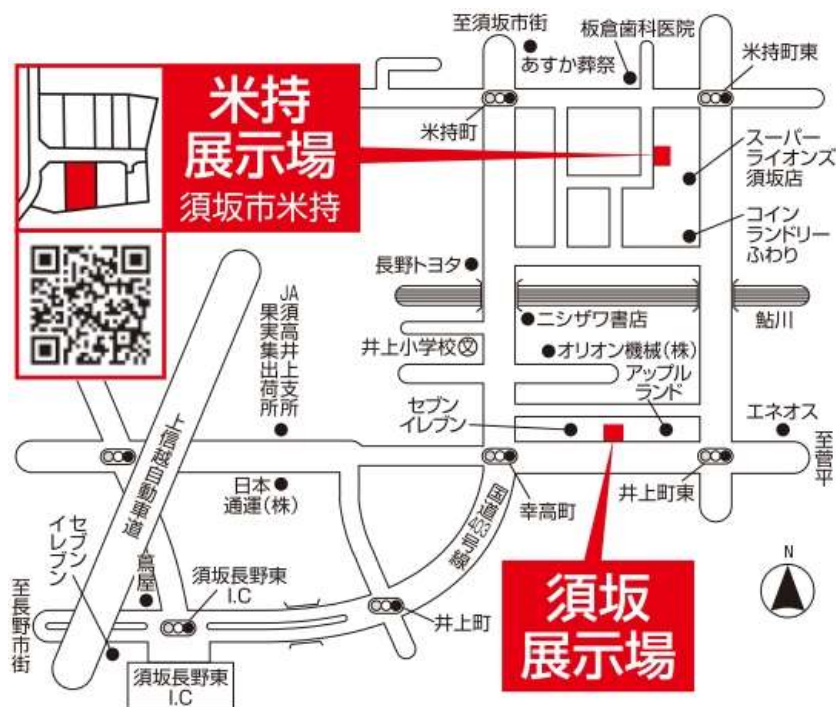 至須坂市街
板倉歯科医院
あすか葬祭
米持町東
米持町
米持
展示場
須坂市米持
スーパー
ライオンズ
須坂店
コイン
ランドリー
ふわり
長野トヨタ
鮎川
ニシザワ書店
井上小学校
文
オリオン機械(株)
アップル
ランド
セブン
イレブン
エネオス
至菅平
JA須高井上支所
果実集出荷所
上信越自動車道
日本
通運(株)
幸高町
井上町東
国道403号線
セブン
イレブン
蔦屋
須坂長野東
I.C
井上町
至長野市街
須坂長野東
I.C
須坂
展示場
N